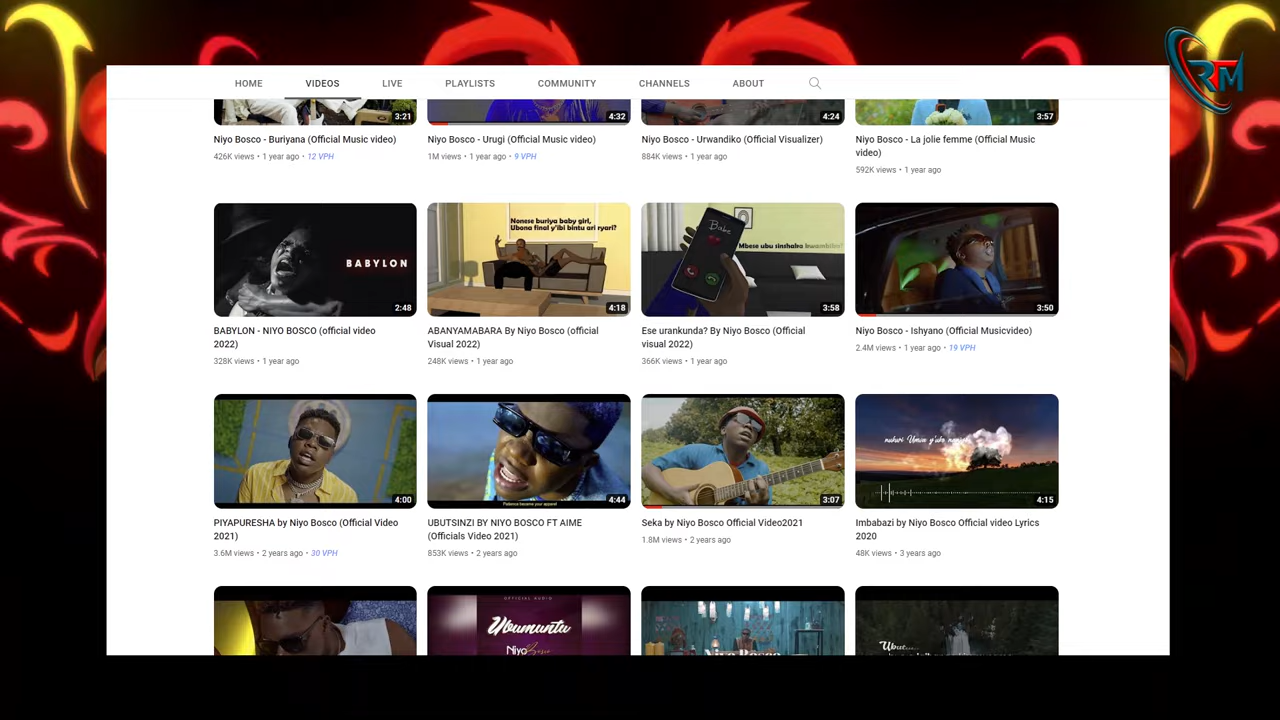 RM
HOME VIDEOS LIVE PLAYLISTS COMMUNITY CHANNELS ABOUT
3:21
4:32
4:24
3:57
Niyo Bosco - Buriyana (Official Music video)
426K views • 1 year ago • 12 VPH
Niyo Bosco - Urugi (Official Music video)
1M views • 1 year ago • 9 VPH
Niyo Bosco - Urwandiko (Official Visualizer)
884K views • 1 year ago
Niyo Bosco - La jolie femme (Official Music
video)
592K views • 1 year ago
BABYLON
2:48
Nonese buriya baby girl,
Ubona final y'ibi bintu ari ryari?
4:18
Babe
3:58
3:50
BABYLON - NIYO BOSCO (official video
2022)
328K views • 1 year ago
ABANYAMABARA By Niyo Bosco (official
Visual 2022)
248K views • 1 year ago
Ese urankunda? By Niyo Bosco (Official
visual 2022)
366K views • 1 year ago
Niyo Bosco - Ishyano (Official Musicvideo)
2.4M views • 1 year ago • 19 VPH
4:00
Patience became your apparel
4:44
3:07
4:15
PIYAPURESHA by Niyo Bosco (Official Video
2021)
3.6M views • 2 years ago • 30 VPH
UBUTSINZI BY NIYO BOSCO FT AIME
(Officials Video 2021)
853K views • 2 years ago
Seka by Niyo Bosco Official Video2021
1.8M views • 2 years ago
Imbabazi by Niyo Bosco Official video Lyrics
2020
48K views • 3 years ago
OFFICIAL AUDIO
Ubumuntu
Niyo Bosco
Niyo Bosco
Ubut...